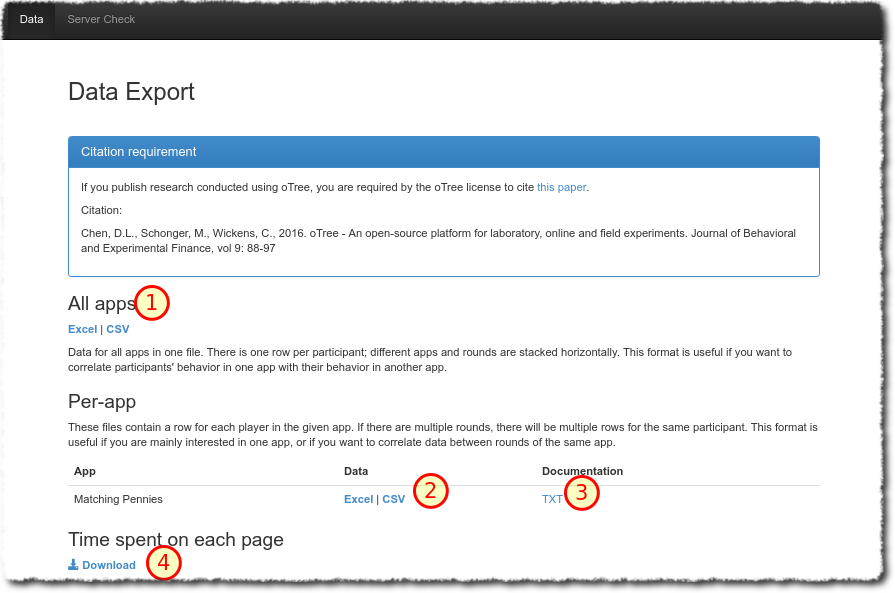 Data Server Check
Data Export
Citation requirement
If you publish research conducted using oTree, you are required by the oTree license to cite this paper.
Citation:
Chen, D.L., Schonger, M., Wickens, C., 2016. oTree - An open-source platform for laboratory, online and field experiments. Journal of Behavioral
and Experimental Finance, vol 9: 88-97
All apps 1
Excel | CSV
Data for all apps in one file. There is one row per participant; different apps and rounds are stacked horizontally. This format is useful if you want to
correlate participants' behavior in one app with their behavior in another app.
Per-app
These files contain a row for each player in the given app. If there are multiple rounds, there will be multiple rows for the same participant. This format is
useful if you are mainly interested in one app, or if you want to correlate data between rounds of the same app.
App Data Documentation
Matching Pennies Excel | CSV 2 TXT 3
Time spent on each page
Download 4